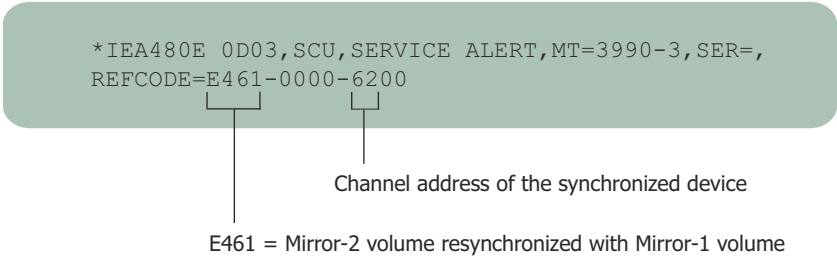 *IEA480E 0D03,SCU,SERVICE ALERT,MT=3990-3,SER=,
REFCODE=E461-0000-6200
Channel address of the synchronized device
E461 = Mirror-2 volume resynchronized with Mirror-1 volume